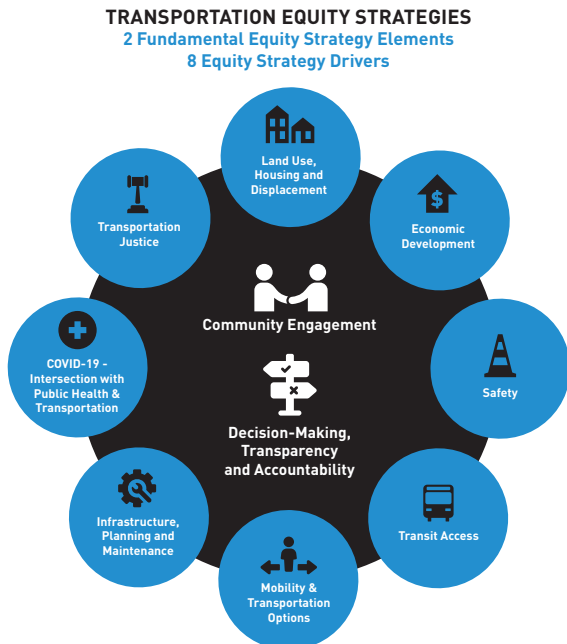 TRANSPORTATION EQUITY STRATEGIES
2 Fundamental Equity Strategy Elements
8 Equity Strategy Drivers
Land Use,
Housing and
Displacement
$
Economic
Development
Transportation
Justice
Community Engagement
COVID-19 -
Intersection with
Public Health &
Transportation
Safety
Decision-Making,
Transparency
and Accountability
Infrastructure,
Planning and
Maintenance
Transit Access
Mobility &
Transportation
Options